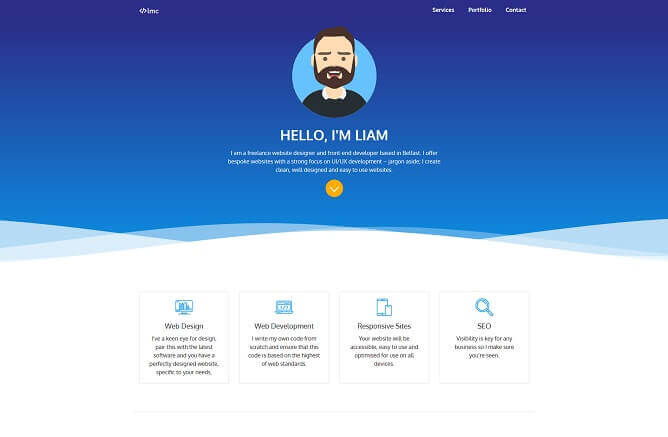 </>lmc
Services Portfolio Contact
HELLO, I'M LIAM
I am a freelance website designer and front-end developer based in Belfast. I offer
bespoke websites with a strong focus on UI/UX development – jargon aside, I create
clean, well designed and easy to use websites.
Web Design
I've a keen eye for design,
pair this with the latest
software and you have a
perfectly designed website,
specific to your needs.
Web Development
I write my own code from
scratch and ensure that this
code is based on the highest
of web standards.
Responsive Sites
Your website will be
accessible, easy to use and
optimised for use on all
devices.
SEO
Visibility is key for any
business so I make sure
you're seen.